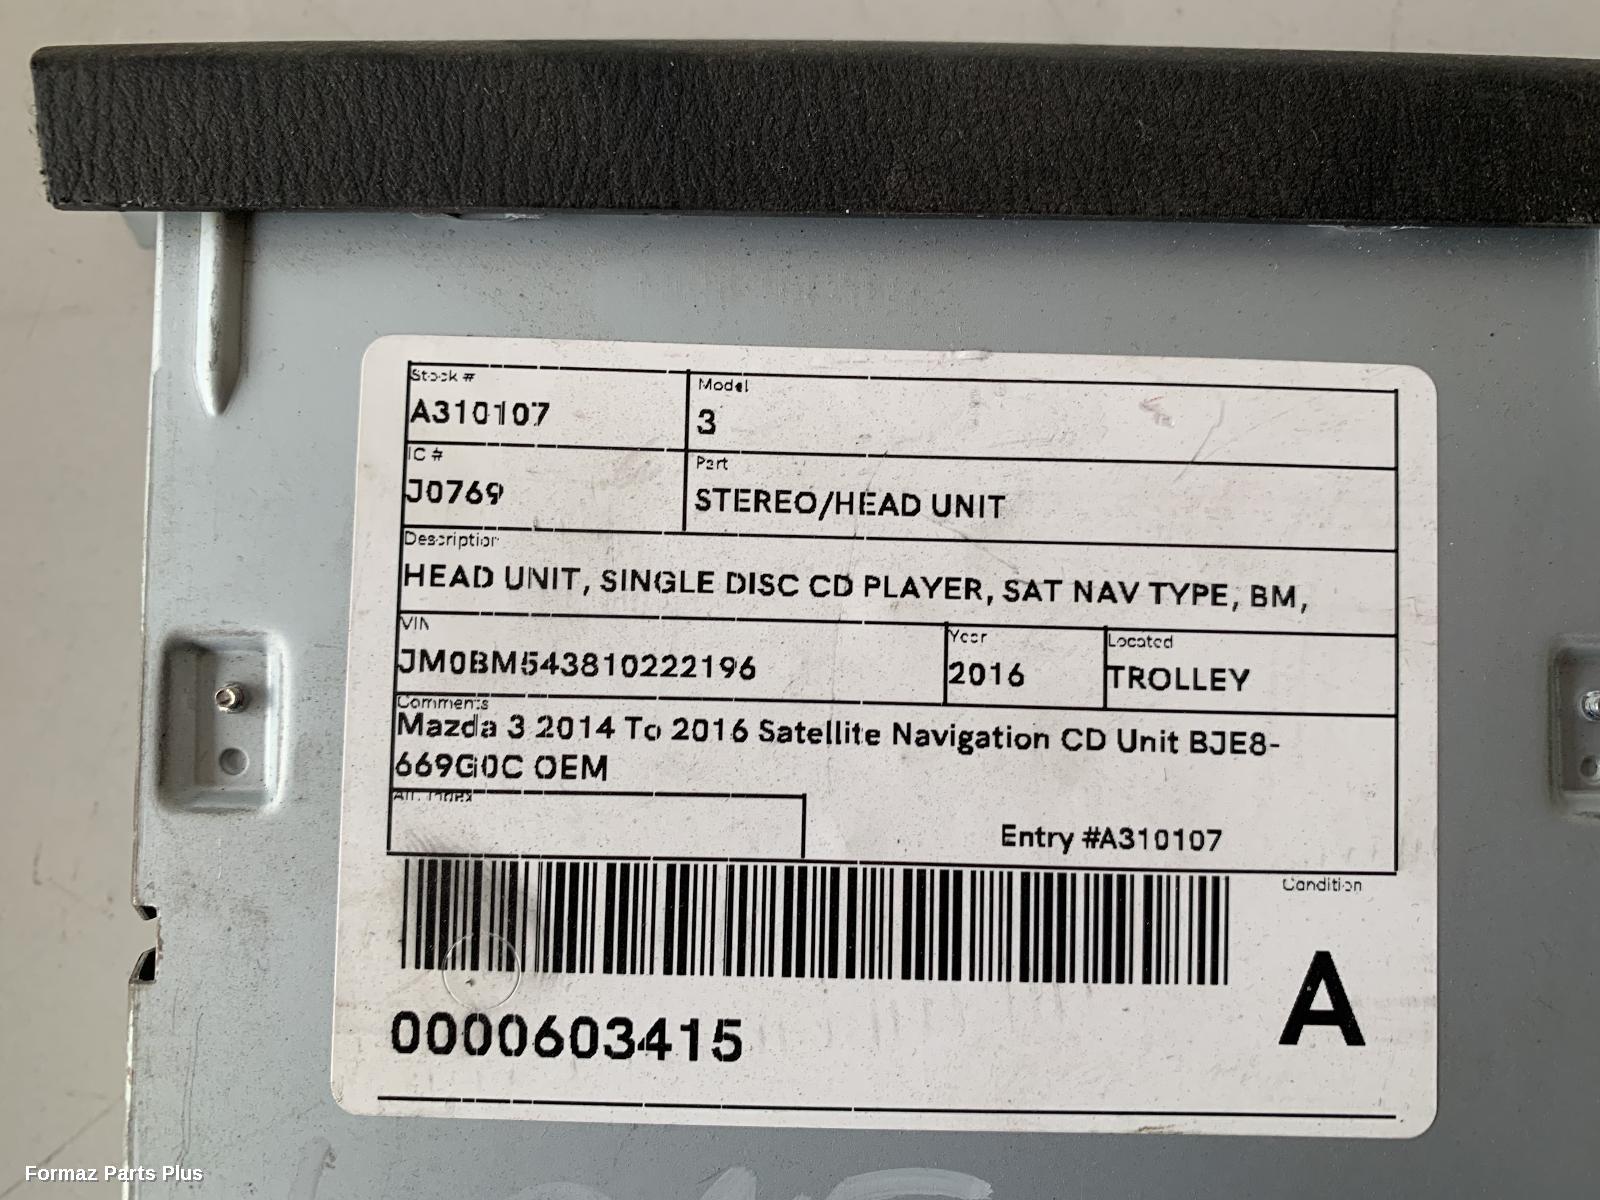 Stock #
A310107
Model
3
IC #
J0769
Part
STEREO/HEAD UNIT
Description
HEAD UNIT, SINGLE DISC CD PLAYER, SAT NAV TYPE, BM,
VIN
JM0BM543810222196
Year
2016
Located
TROLLEY
Comments
Mazda 3 2014 To 2016 Satellite Navigation CD Unit BJE8-
669G0C OEM
Alt. Index
Entry #A310107
Condition
A
0000603415
Formaz Parts Plus